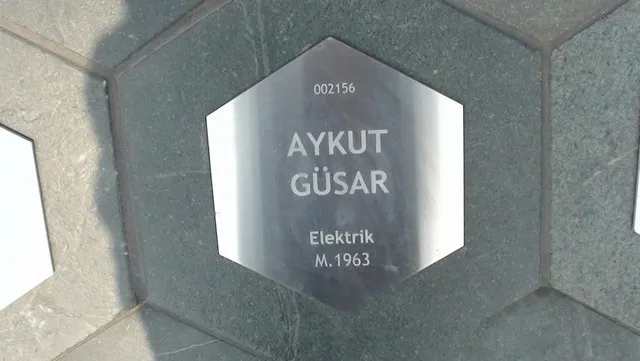 002156
AYKUT
GÜSAR
Elektrik
M.1963